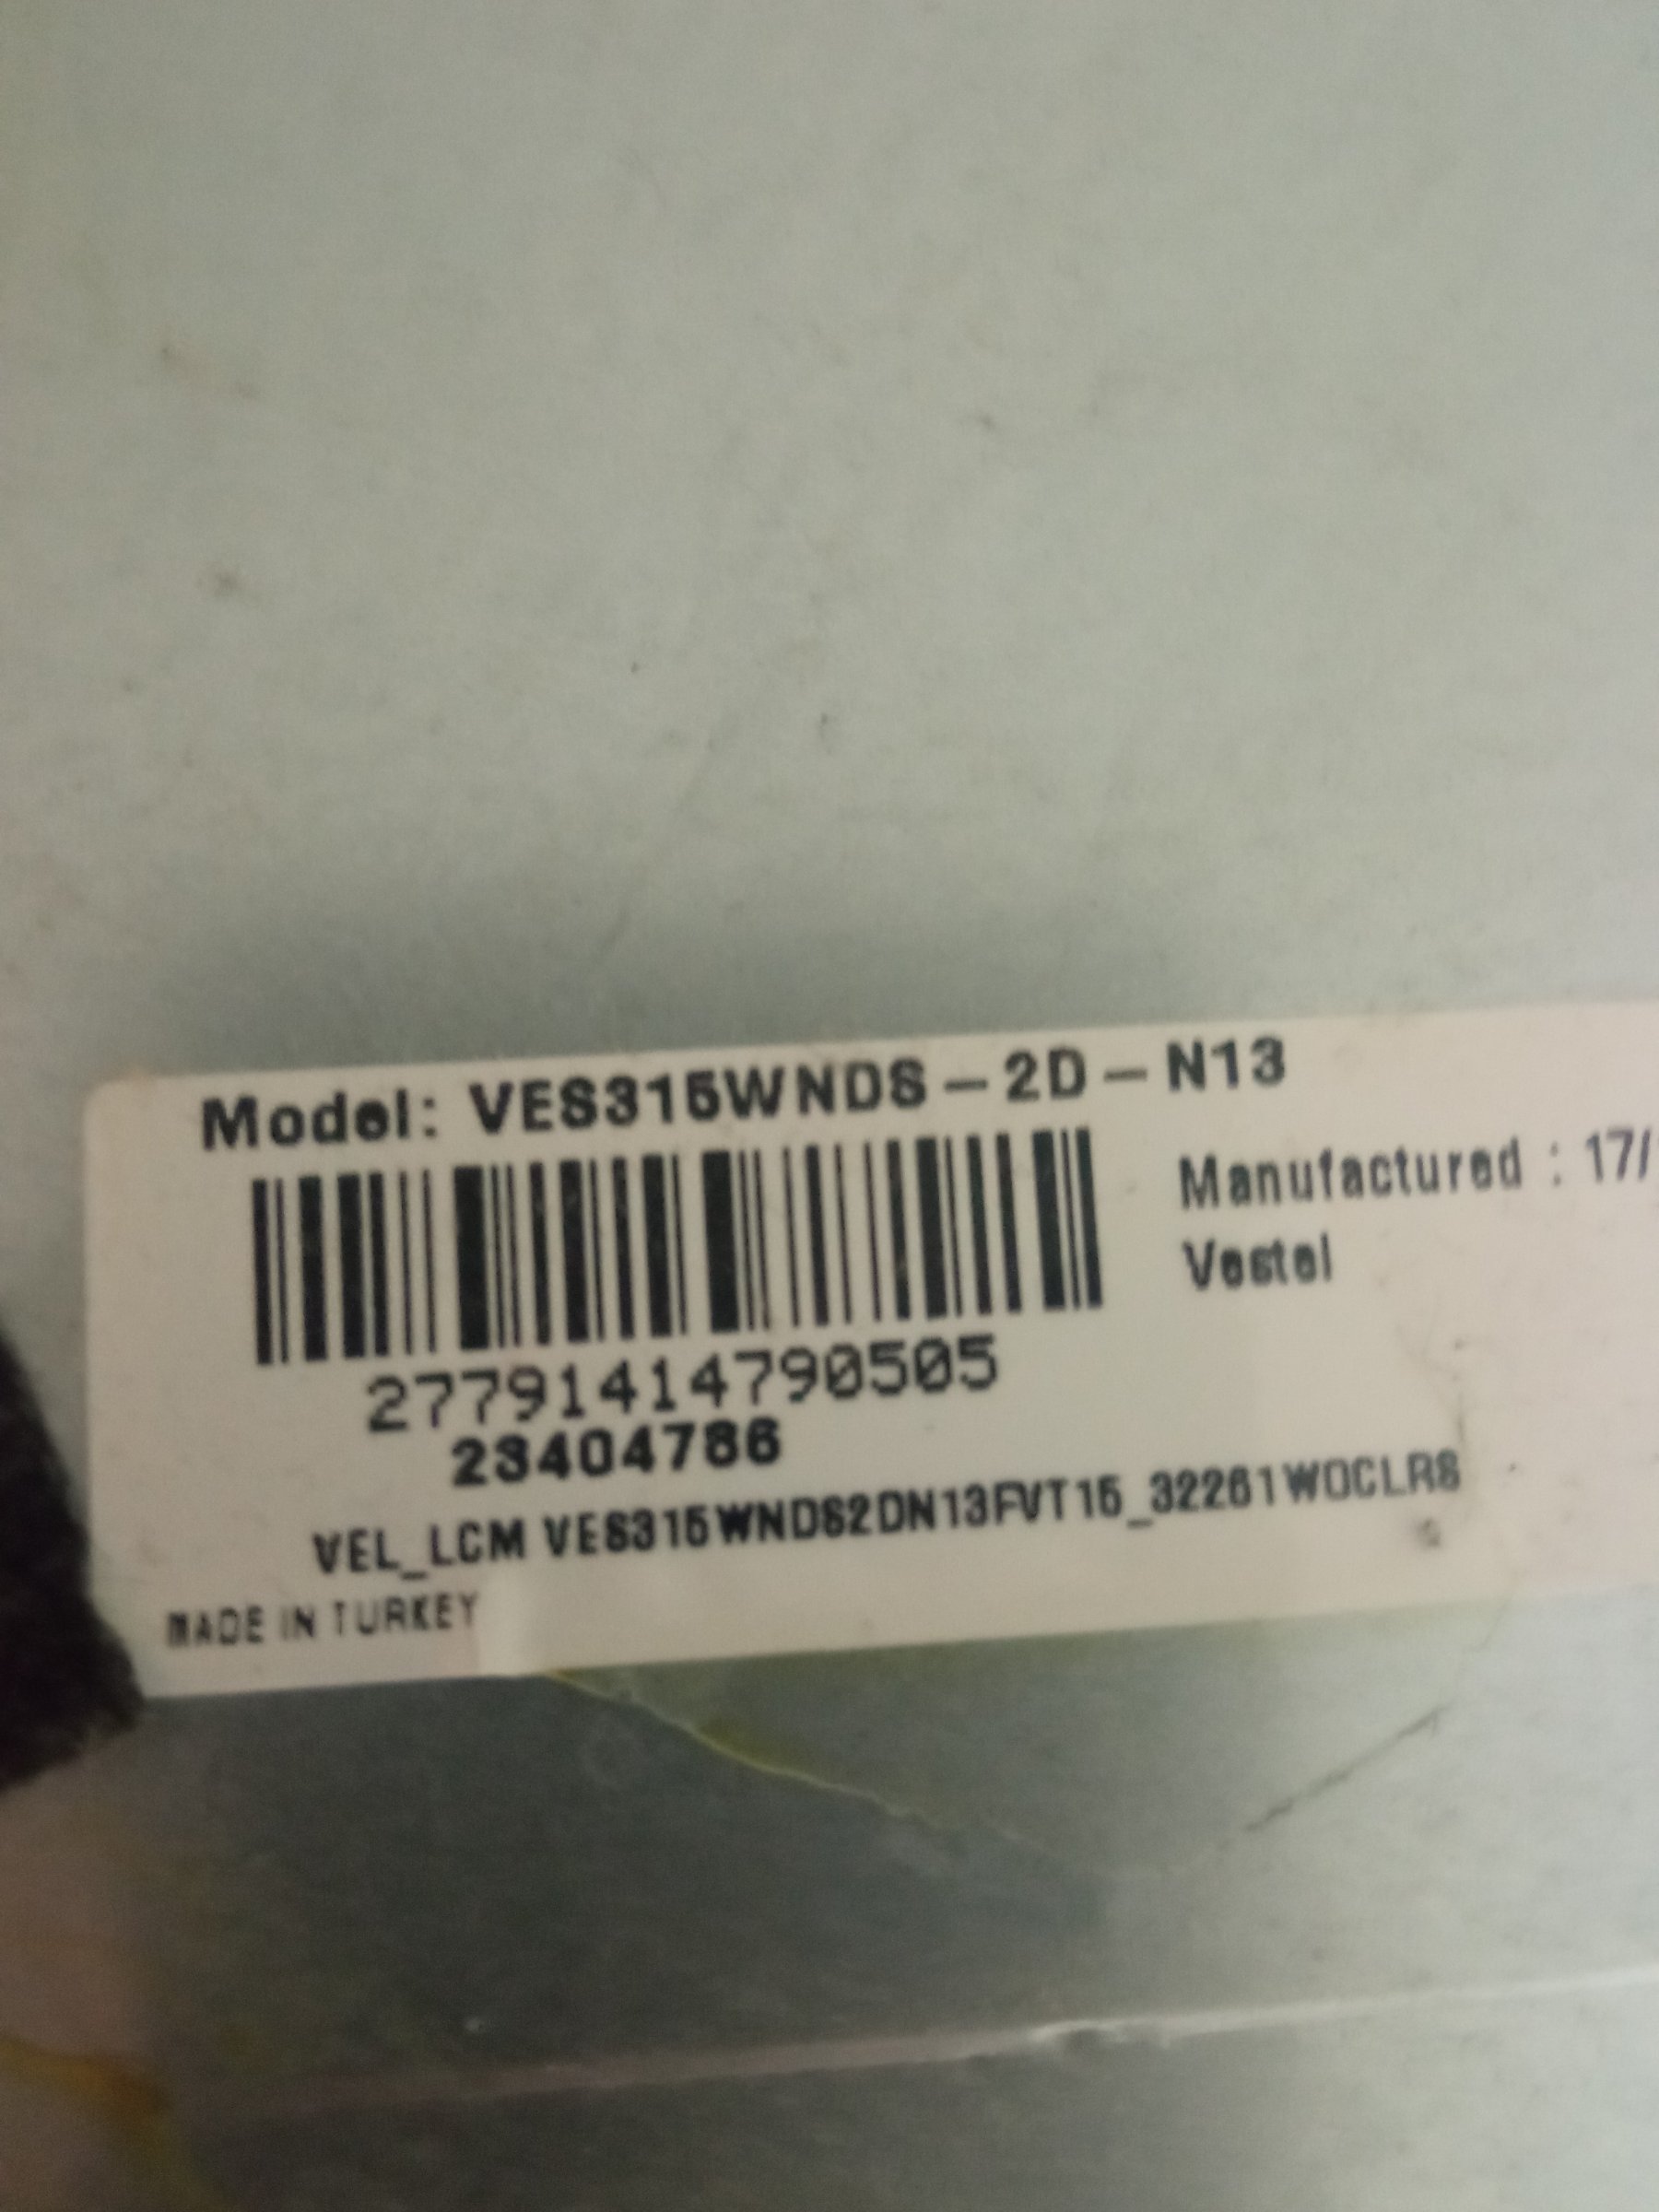 Model: VES315WNDS-2D-N13
Manufactured : 17/
Vestel
27791414790505
23404786
VEL_LCM VES315WNDS2DN13FVT15_32261WOCLRS
MADE IN TURKEY